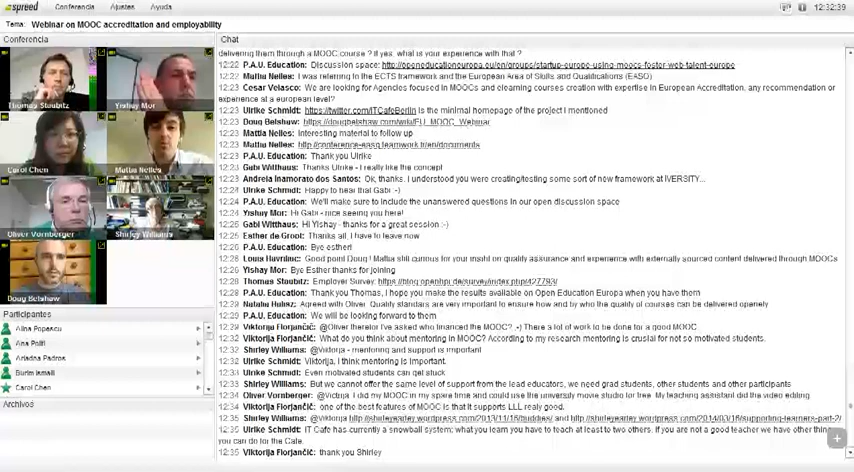 spreed
Conferencia Ajustes Ayuda
12:32:39
Tema: Webinar on MOOC accreditation and employability
Conferencia
Chat
Thomas Staubitz
Yishay Mor
Carol Chen
Mattia Nelles
Oliver Vornberger
Shirley Williams
Doug Belshaw
Participantes
Alina Popescu
Ana Polfi
Ariadna Padros
Burim Ismaili
Carol Chen
Archivos
delivering them through a MOOC course ? if yes, what is your experience with that ?
12:22 P.A.U. Education: Discussion space: http://openeducationeuropa.eu/en/groups/startup-europe-using-moocs-foster-web-talent-europe
12:22 Mattia Nelles: I was referring to the ECTS framework and the European Area of Skills and Qualifications (EASQ)
12:23 Cesar Velasco: We are looking for Agencies focused in MOOCs and elearning courses creation with expertise in European Accreditation, any recommendation or
experience at a european level?
12:23 Ulrike Schmidt: https://twitter.com/ITCafeBerlin is the minimal homepage of the project I mentioned
12:23 Doug Belshaw: https://dougbelshaw.com/wiki/EU_MOOC_Webinar
12:23 Mattia Nelles: Interesting material to follow up
12:23 Mattia Nelles: http://conference-easq.teamwork.fr/en/documents
12:23 P.A.U. Education: Thank you Ulrike
12:23 Gabi Witthaus: Thanks Ulrike - I really like the concept!
12:23 Andreia Inamorato dos Santos: Ok, thanks. I understood you were creating/testing some sort of new framework at IVERSITY...
12:24 Ulrike Schmidt: Happy to hear that Gabi :-)
12:24 P.A.U. Education: We'll make sure to include the unanswered questions in our open discussion space
12:24 Yishay Mor: Hi Gabi - nice seeing you here!
12:25 Gabi Witthaus: Hi Yishay - thanks for a great session :-)
12:25 Esther de Groot: Thanks all, I have to leave now
12:26 P.A.U. Education: Bye esther!
12:26 Good point Doug! Mattia still curious for your insight on quality assurance and experience with externally sourced content delivered through MOOCs
12:26 Yishay Mor: Bye Esther thanks for joining
12:28 Thomas Staubitz: Employer Survey:
12:28 P.A.U. Education: Thank you Thomas, I hope you make the results available on Open Education Europa when you have them
12:28 Agreed with Oliver. Quality standars are very important to ensure how and by who the quality of courses can be delivered openely
12:29 P.A.U. Education: We will be looking forward to them
12:29 Viktorija Florjančič: @Oliver therefor I've asked who financed the MOOC? ;-) There a lot of work to be done for a good MOOC.
12:32 Viktorija Florjančič: What do you think about mentoring in MOOC? According to my research mentoring is crusial for not so motivated students.
12:32 Shirley Williams: @Viktorija - mentoring and support is important
12:32 Ulrike Schmidt: Viktorija, I think mentoring is important.
12:33 Ulrike Schmidt: Even motivated students can get stuck
12:33 Shirley Williams: But we cannot offer the same level of support from the lead educators, we need grad students, other students and other participants
12:34 Oliver Vornberger: @Victoria: I did my MOOC in my spare time and could use the university movie studio for free. My teaching assistant did the video editing
12:34 Viktorija Florjančič: one of the best features of MOOC is that it supports LLL realy good.
12:35 Shirley Williams: @Viktorija http://shirleyearley.wordpress.com/2013/11/18/buddies/ and http://shirleyearley.wordpress.com/2014/03/16/supporting-learners-part-2/
12:35 Ulrike Schmidt: IT Cafe has currently a snowball system: what you learn you have to teach at least to two others. If you are not a good teacher we have other thing
you can do for the Cafe.
12:35 Viktorija Florjančič: thank you Shirley